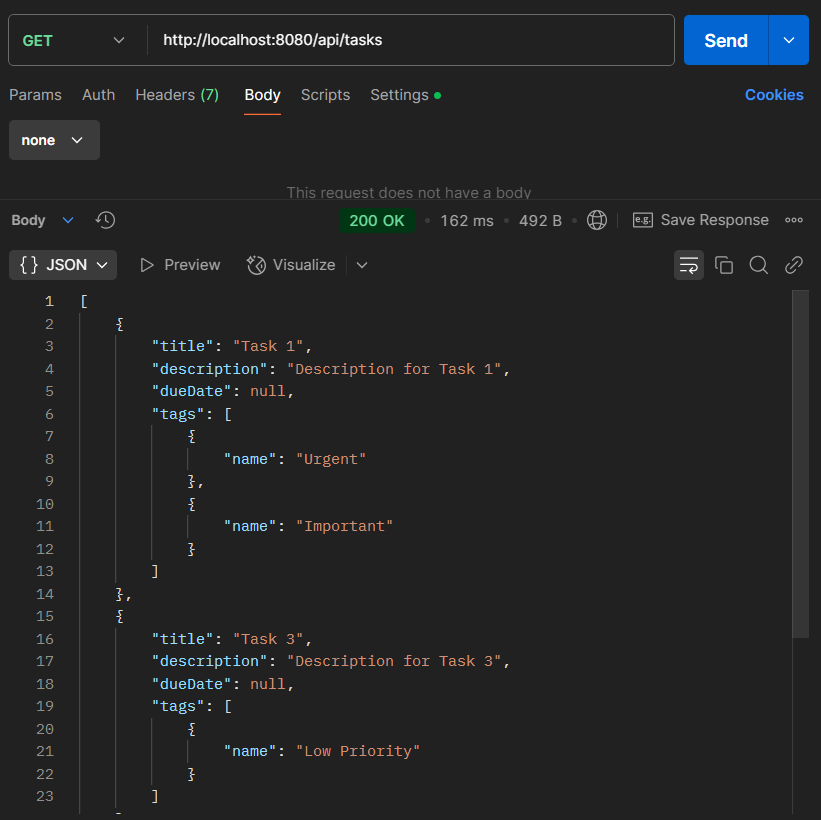 GET http://localhost:8080/api/tasks Send
Params Auth Headers (7) Body Scripts Settings Cookies
none
This request does not have a body
Body 200 OK 162 ms 492 B e.g. Save Response
{} JSON Preview Visualize
1 [
2 {
3 "title": "Task 1",
4 "description": "Description for Task 1",
5 "dueDate": null,
6 "tags": [
7 {
8 "name": "Urgent"
9 },
10 {
11 "name": "Important"
12 }
13 ]
14 },
15 {
16 "title": "Task 3",
17 "description": "Description for Task 3",
18 "dueDate": null,
19 "tags": [
20 {
21 "name": "Low Priority"
22 }
23 ]